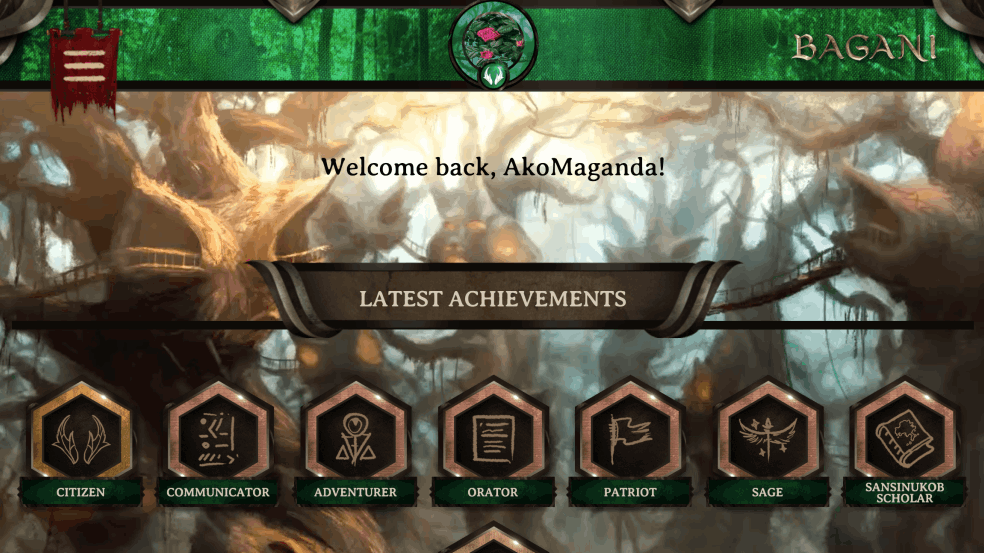 BAGANI
Welcome back, AkoMaganda!
LATEST ACHIEVEMENTS
CITIZEN
COMMUNICATOR
ADVENTURER
ORATOR
PATRIOT
SAGE
SANSINUKOB
SCHOLAR